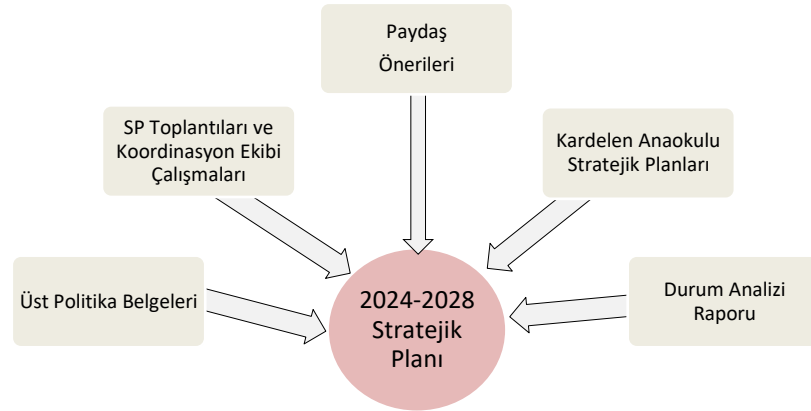 Paydaş
Önerileri
SP Toplantıları ve
Koordinasyon Ekibi
Çalışmaları
Kardelen Anaokulu
Stratejik Planları
Üst Politika Belgeleri
2024-2028
Stratejik
Planı
Durum Analizi
Raporu